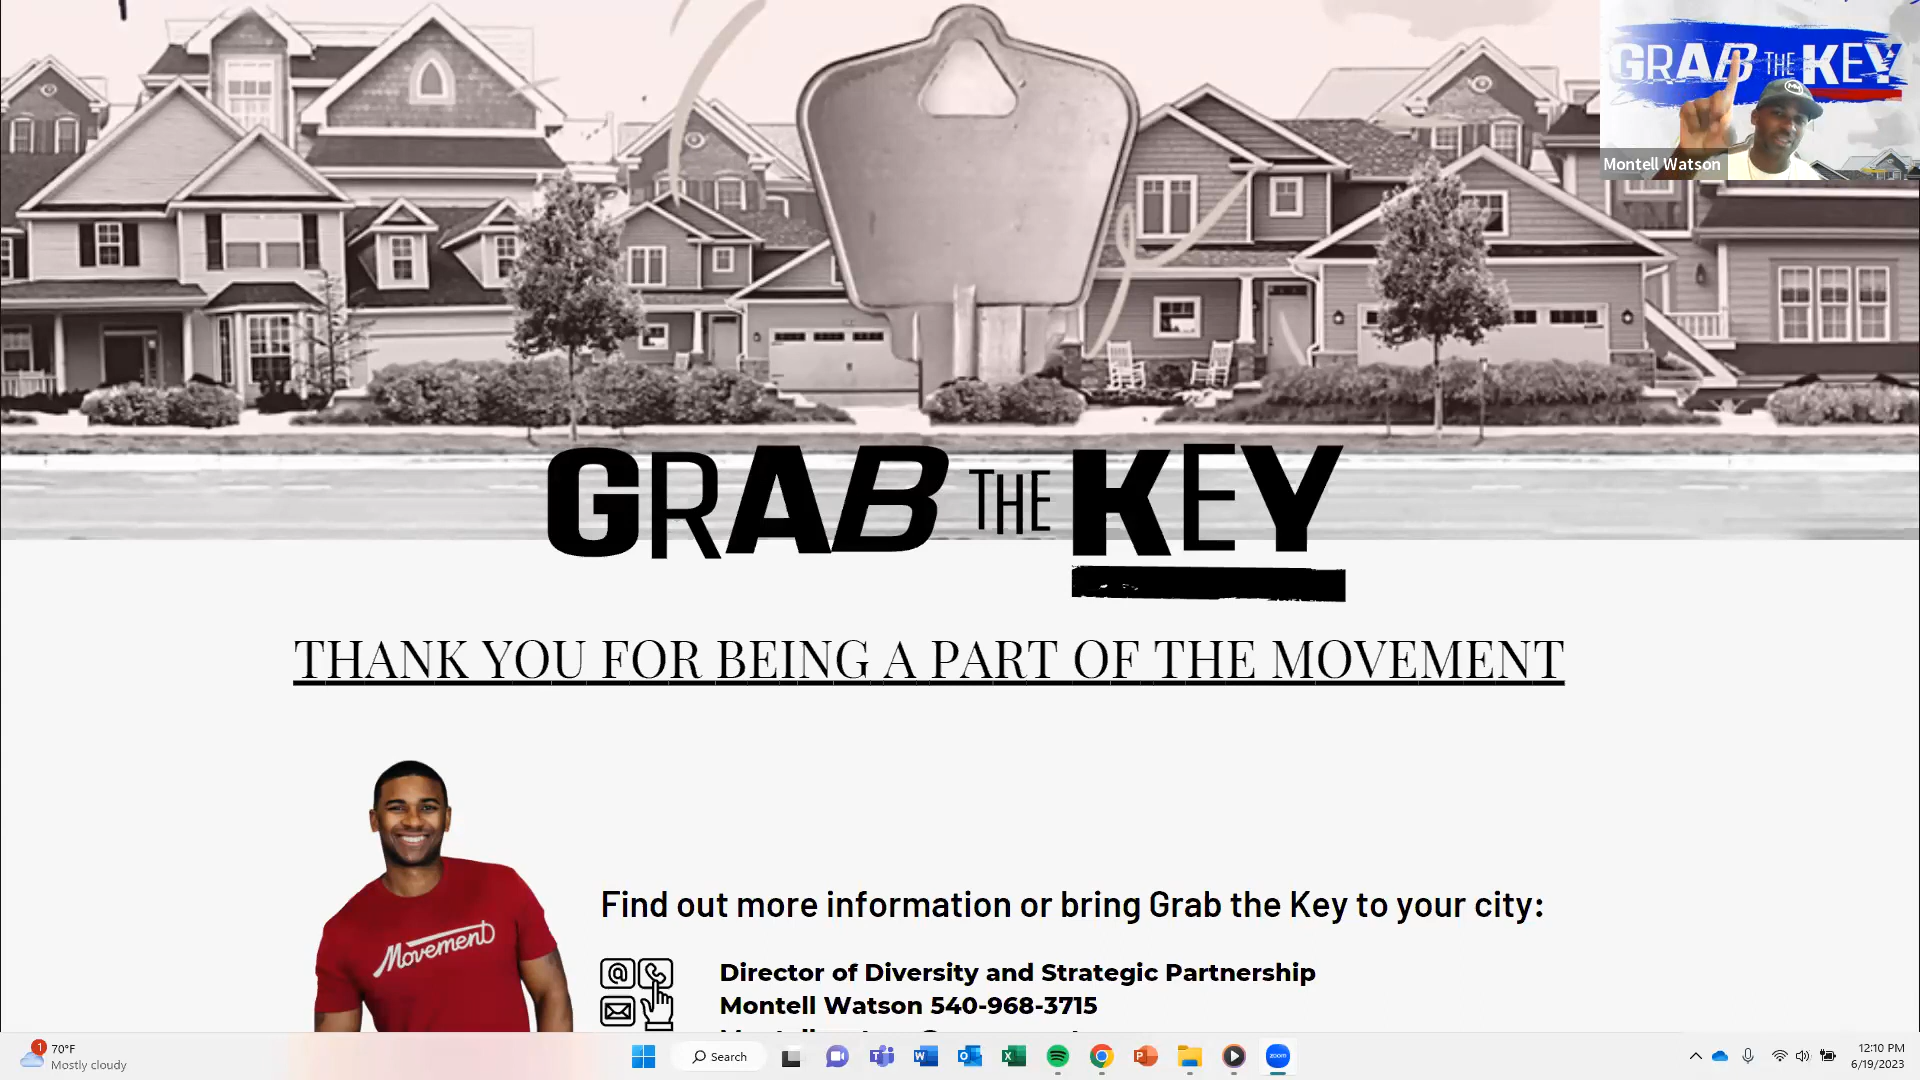 GRAB THE KEY
Montell Watson
GRAB THE KEY
THANK YOU FOR BEING A PART OF THE MOVEMENT
Movement
Find out more information or bring Grab the Key to your city:
Director of Diversity and Strategic Partnership
Montell Watson 540-968-3715
1
70°F
Mostly cloudy
Search
zoom
12:10 PM
6/19/2023